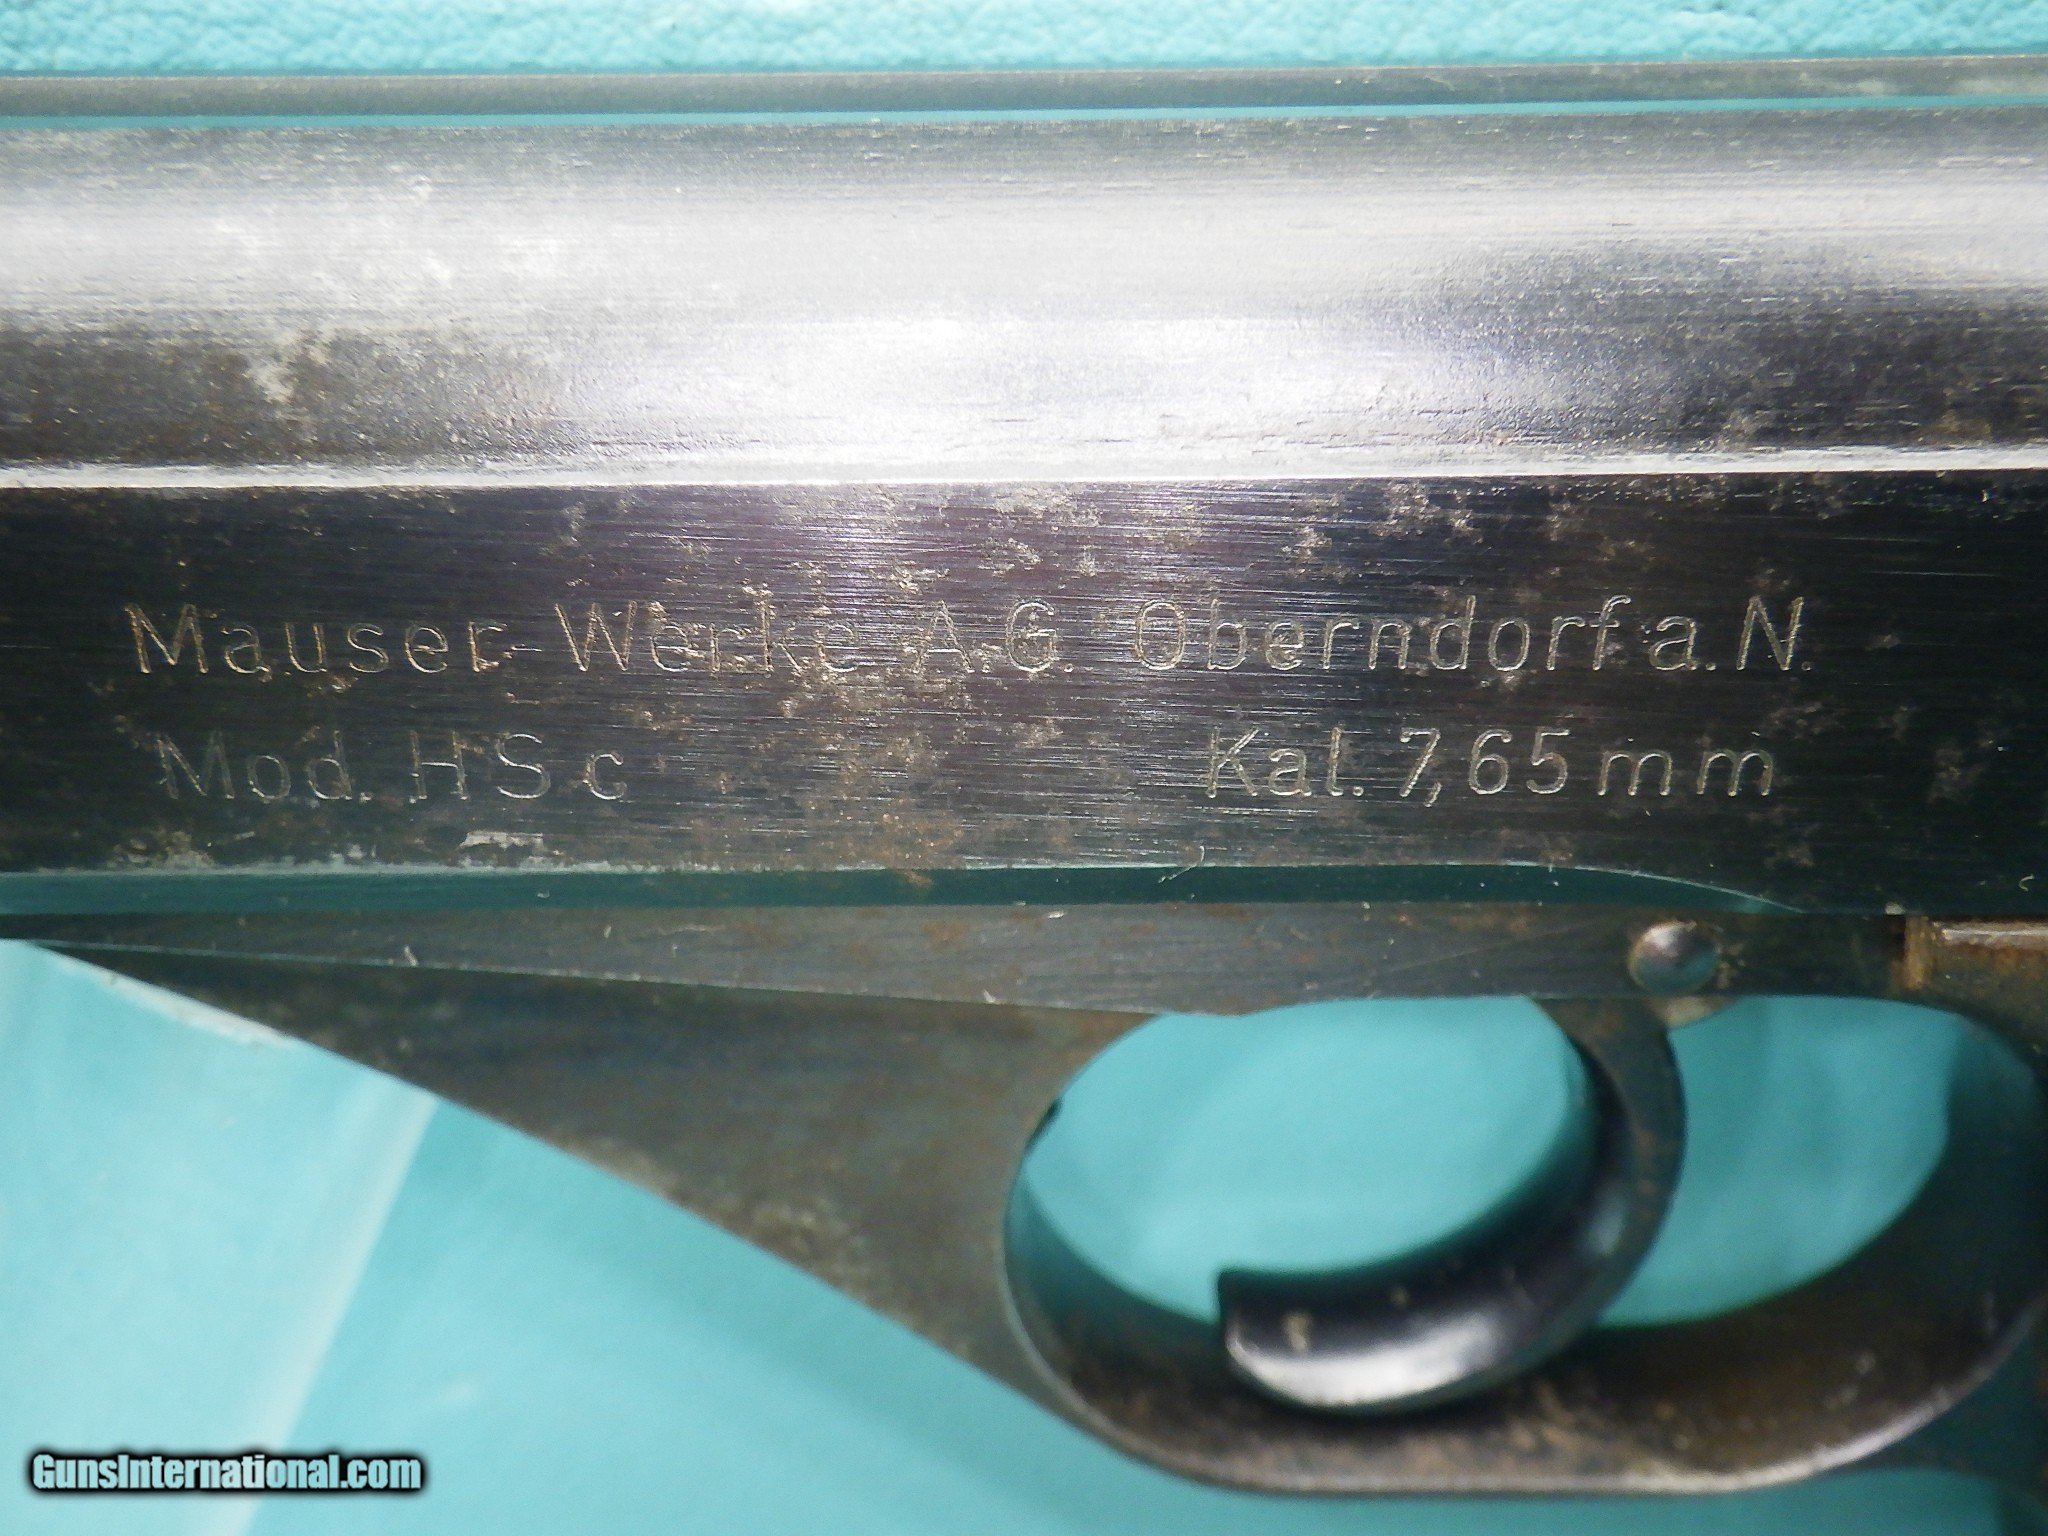 Mauser-Werke A.G. Oberndorf a. N.
Mod. HSc Kal. 7,65 mm
GunsInternational.com